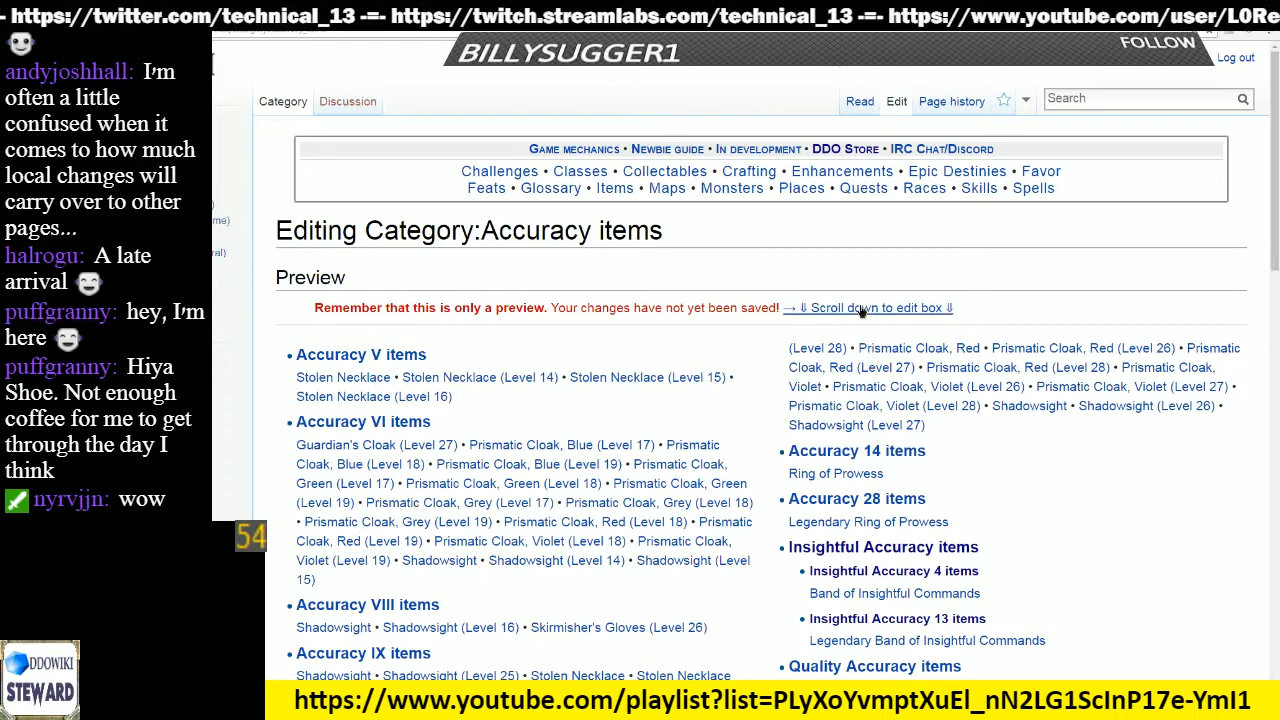 - https://twitter.com/technical_13 -=- https://twitch.streamlabs.com/technical_13 -=- https://www.youtube.com/user/L0Re
andyjoshhall: I'm
often a little
confused when it
comes to how much
local changes will
carry over to other
pages...
halrogu: A late
arrival
puffgranny: hey, I'm
here
puffgranny: Hiya
Shoe. Not enough
coffee for me to get
through the day I
think
nyrvjjn: wow
me)
ral)
54
DDOWIKI
STEWARD
BILLYSUGGER1
FOLLOW
Log out
Category
Discussion
Read
Edit
Page history
Search
Game mechanics • Newbie guide • In development • DDO Store • IRC Chat/Discord
Challenges • Classes • Collectables • Crafting • Enhancements • Epic Destinies • Favor
Feats • Glossary • Items • Maps • Monsters • Places • Quests • Races • Skills • Spells
Editing Category:Accuracy items
Preview
Remember that this is only a preview. Your changes have not yet been saved! → ⇓ Scroll down to edit box ⇓
• Accuracy V items
Stolen Necklace • Stolen Necklace (Level 14) • Stolen Necklace (Level 15) •
Stolen Necklace (Level 16)
• Accuracy VI items
Guardian's Cloak (Level 27) • Prismatic Cloak, Blue (Level 17) • Prismatic
Cloak, Blue (Level 18) • Prismatic Cloak, Blue (Level 19) • Prismatic Cloak,
Green (Level 17) • Prismatic Cloak, Green (Level 18) • Prismatic Cloak, Green
(Level 19) • Prismatic Cloak, Grey (Level 17) • Prismatic Cloak, Grey (Level 18)
• Prismatic Cloak, Grey (Level 19) • Prismatic Cloak, Red (Level 18) • Prismatic
Cloak, Red (Level 19) • Prismatic Cloak, Violet (Level 18) • Prismatic Cloak,
Violet (Level 19) • Shadowsight • Shadowsight (Level 14) • Shadowsight (Level
15)
• Accuracy VIII items
Shadowsight • Shadowsight (Level 16) • Skirmisher's Gloves (Level 26)
• Accuracy IX items
Shadowsight • Shadowsight (Level 25) • Stolen Necklace • Stolen Necklace
(Level 28) • Prismatic Cloak, Red • Prismatic Cloak, Red (Level 26) • Prismatic
Cloak, Red (Level 27) • Prismatic Cloak, Red (Level 28) • Prismatic Cloak,
Violet • Prismatic Cloak, Violet (Level 26) • Prismatic Cloak, Violet (Level 27) •
Prismatic Cloak, Violet (Level 28) • Shadowsight • Shadowsight (Level 26) •
Shadowsight (Level 27)
• Accuracy 14 items
Ring of Prowess
• Accuracy 28 items
Legendary Ring of Prowess
• Insightful Accuracy items
• Insightful Accuracy 4 items
Band of Insightful Commands
• Insightful Accuracy 13 items
Legendary Band of Insightful Commands
• Quality Accuracy items
https://www.youtube.com/playlist?list=PLyXoYvmptXuEl_nN2LG1ScInP17e-YmI1